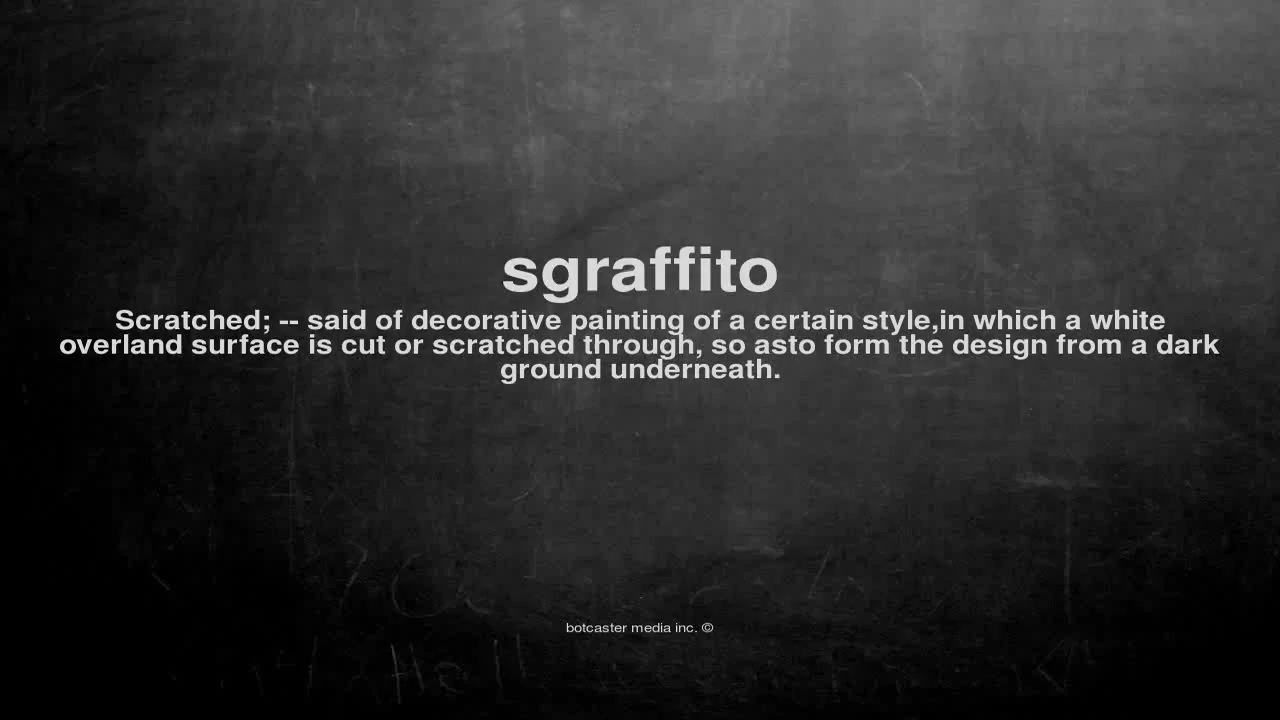 sgraffito
Scratched; -- said of decorative painting of a certain style,in which a white
overland surface is cut or scratched through, so asto form the design from a dark
ground underneath.
botcaster media inc. ©